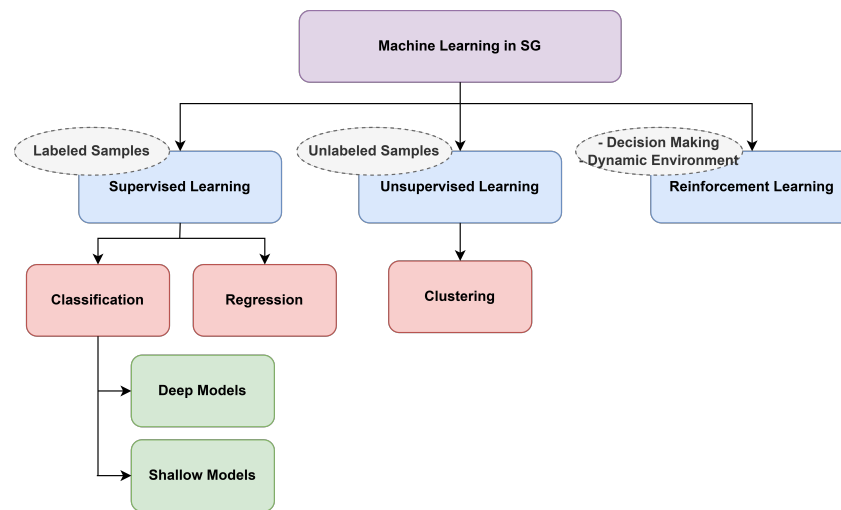 Machine Learning in SG
Labeled Samples
Supervised Learning
Unlabeled Samples
Unsupervised Learning
- Decision Making
- Dynamic Environment
Reinforcement Learning
Classification
Regression
Clustering
Deep Models
Shallow Models